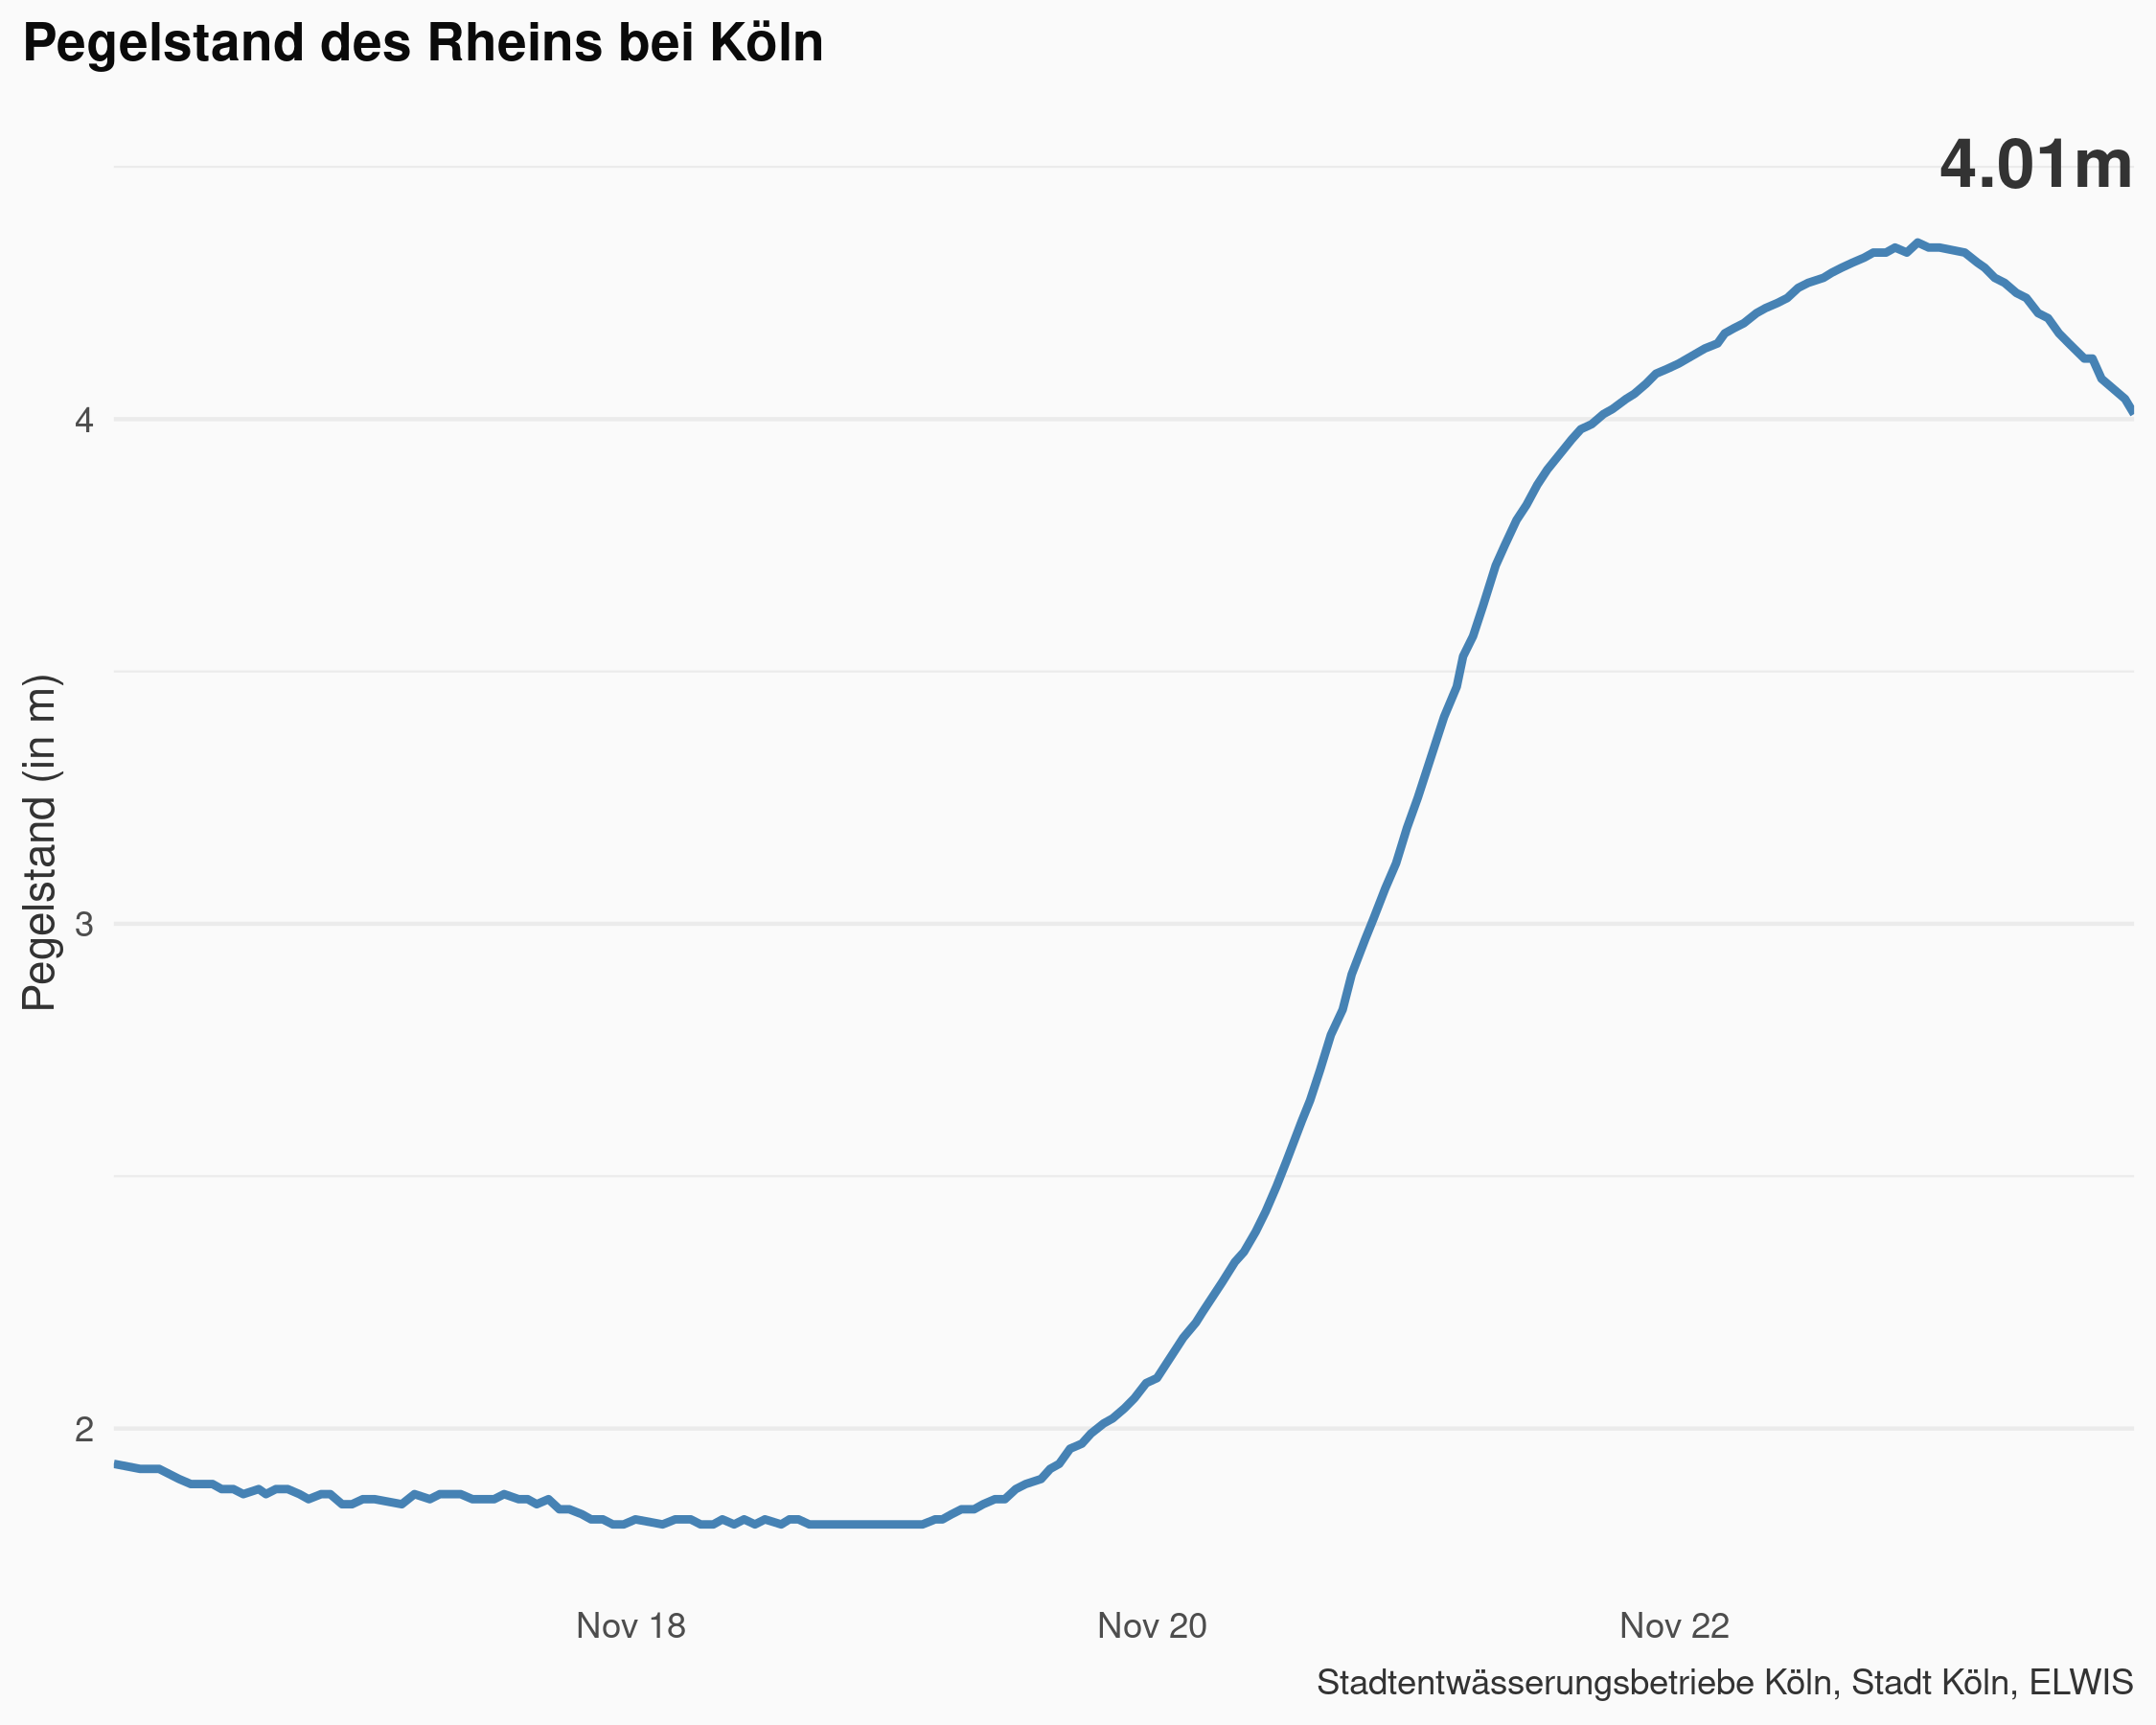 Pegelstand des Rheins bei Köln
4.01m
Pegelstand (in m)
4
3
2
Nov 18
Nov 20
Nov 22
Stadtentwässerungsbetriebe Köln, Stadt Köln, ELWIS